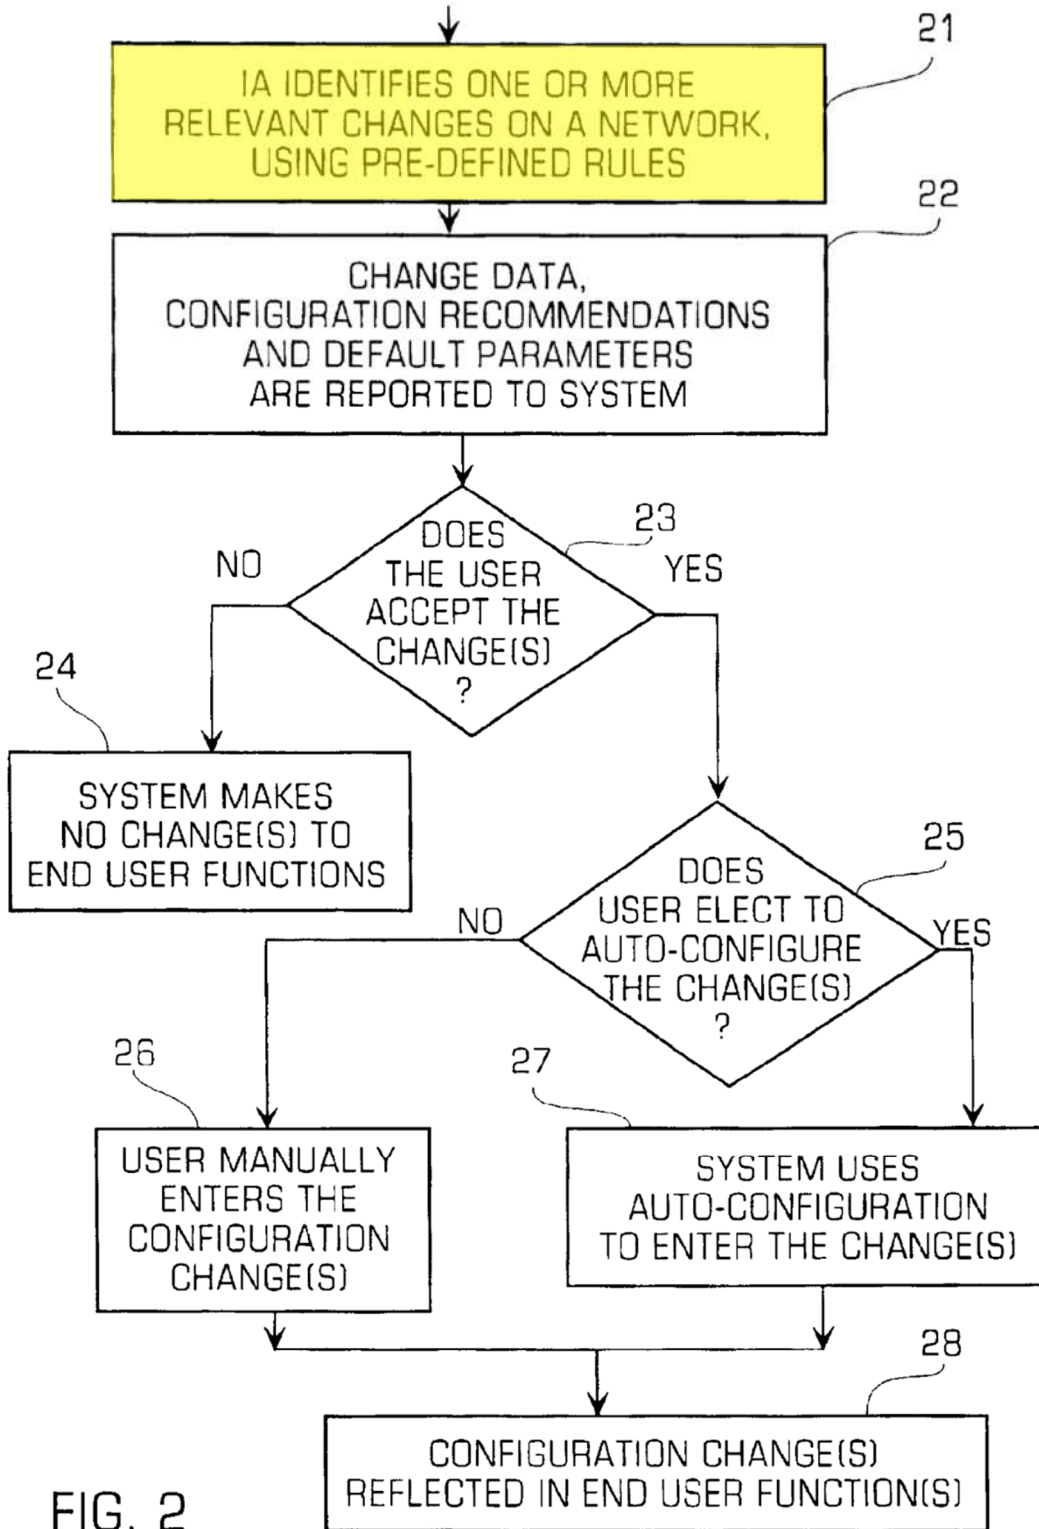 21
IA IDENTIFIES ONE OR MORE
RELEVANT CHANGES ON A NETWORK,
USING PRE-DEFINED RULES
22
CHANGE DATA,
CONFIGURATION RECOMMENDATIONS
AND DEFAULT PARAMETERS
ARE REPORTED TO SYSTEM
23
DOES
THE USER
ACCEPT THE
CHANGE(S)
?
NO
YES
24
SYSTEM MAKES
NO CHANGE(S) TO
END USER FUNCTIONS
25
DOES
USER ELECT TO
AUTO-CONFIGURE
THE CHANGE(S)
?
NO
YES
26
USER MANUALLY
ENTERS THE
CONFIGURATION
CHANGE(S)
27
SYSTEM USES
AUTO-CONFIGURATION
TO ENTER THE CHANGE(S)
28
CONFIGURATION CHANGE(S)
REFLECTED IN END USER FUNCTION(S)
FIG. 2